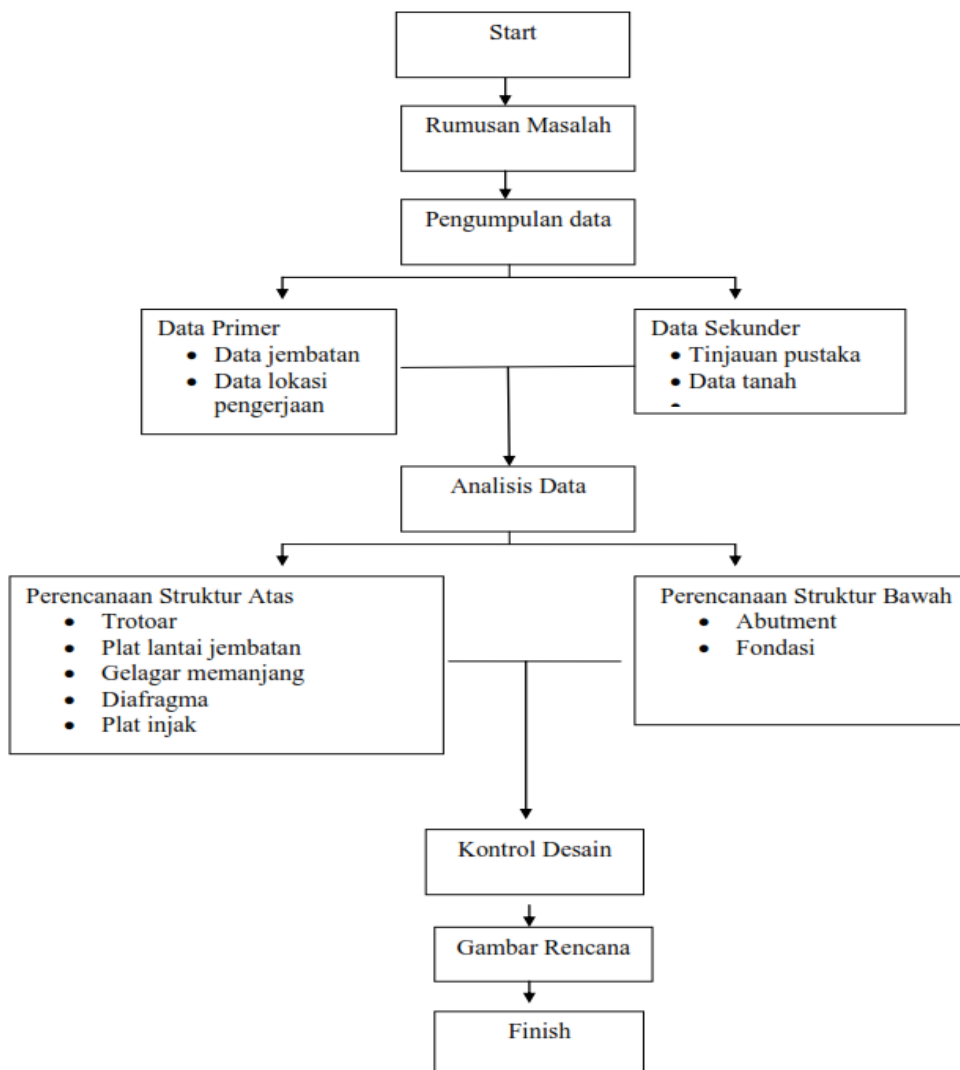 Start
Rumusan Masalah
Pengumpulan data
Data Primer
• Data jembatan
• Data lokasi
pengerjaan
Data Sekunder
• Tinjauan pustaka
• Data tanah
•
Analisis Data
Perencanaan Struktur Atas
• Trotoar
• Plat lantai jembatan
• Gelagar memanjang
• Diafragma
• Plat injak
Perencanaan Struktur Bawah
• Abutment
• Fondasi
Kontrol Desain
Gambar Rencana
Finish